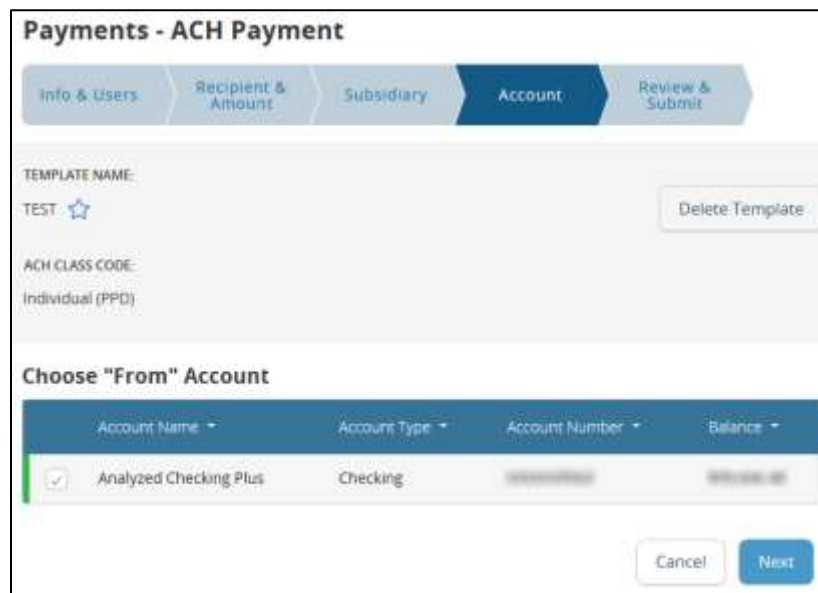 Payments - ACH Payment
Info & Users
Recipient &
Amount
Subsidiary
Account
Review &
Submit
TEMPLATE NAME:
TEST
Delete Template
ACH CLASS CODE:
Individual (PPD)
Choose "From" Account
Account Name Account Type Account Number Balance
Analyzed Checking Plus Checking
Cancel Next